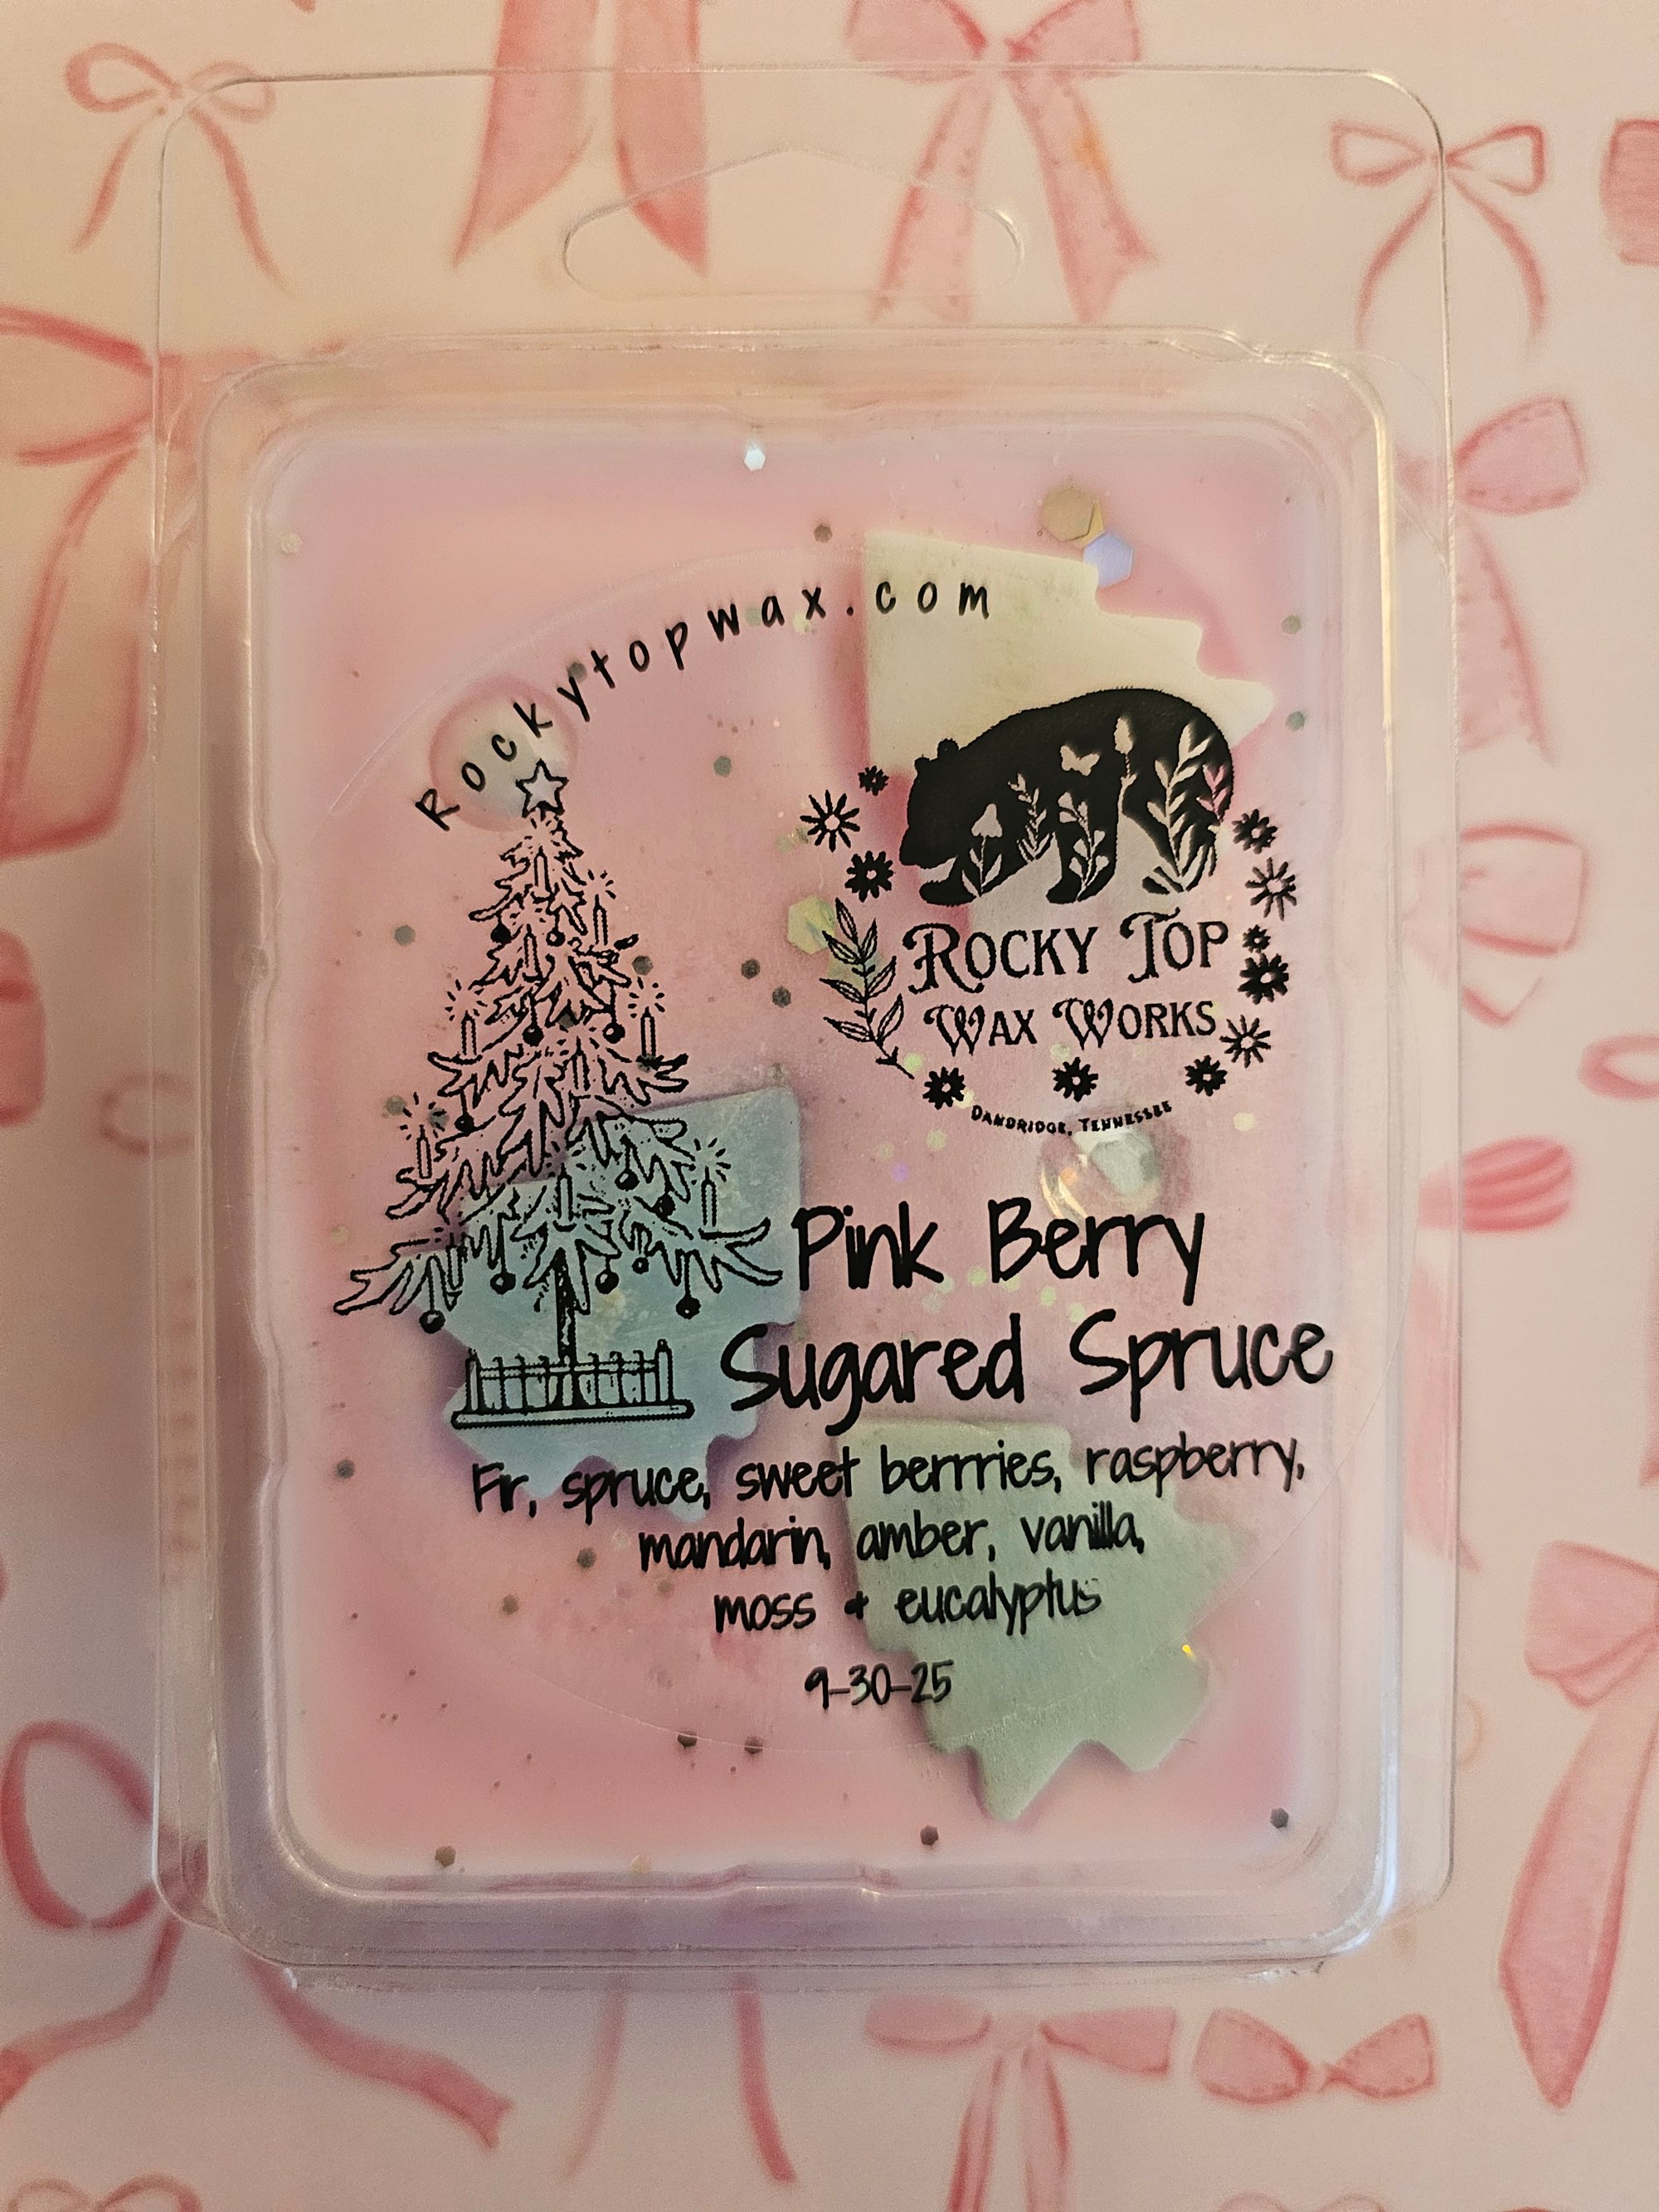 Rockytopwax.com
Rocky Top
Wax Works
Dandridge, Tennessee
Pink Berry
Sugared Spruce
Fir, spruce, sweet berrries, raspberry,
mandarin, amber, vanilla,
moss & eucalyptus
9-30-25